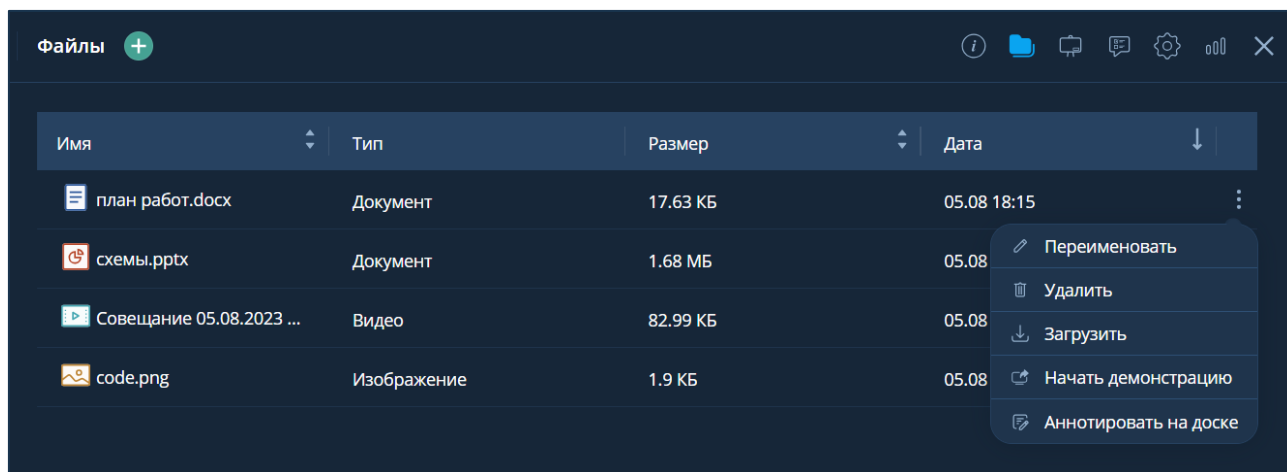 Файлы
Имя Тип Размер Дата
план работ.docx Документ 17.63 КБ 05.08 18:15
схемы.pptx Документ 1.68 МБ 05.08
Совещание 05.08.2023 ... Видео 82.99 КБ 05.08
code.png Изображение 1.9 КБ 05.08
Переименовать
Удалить
Загрузить
Начать демонстрацию
Аннотировать на доске